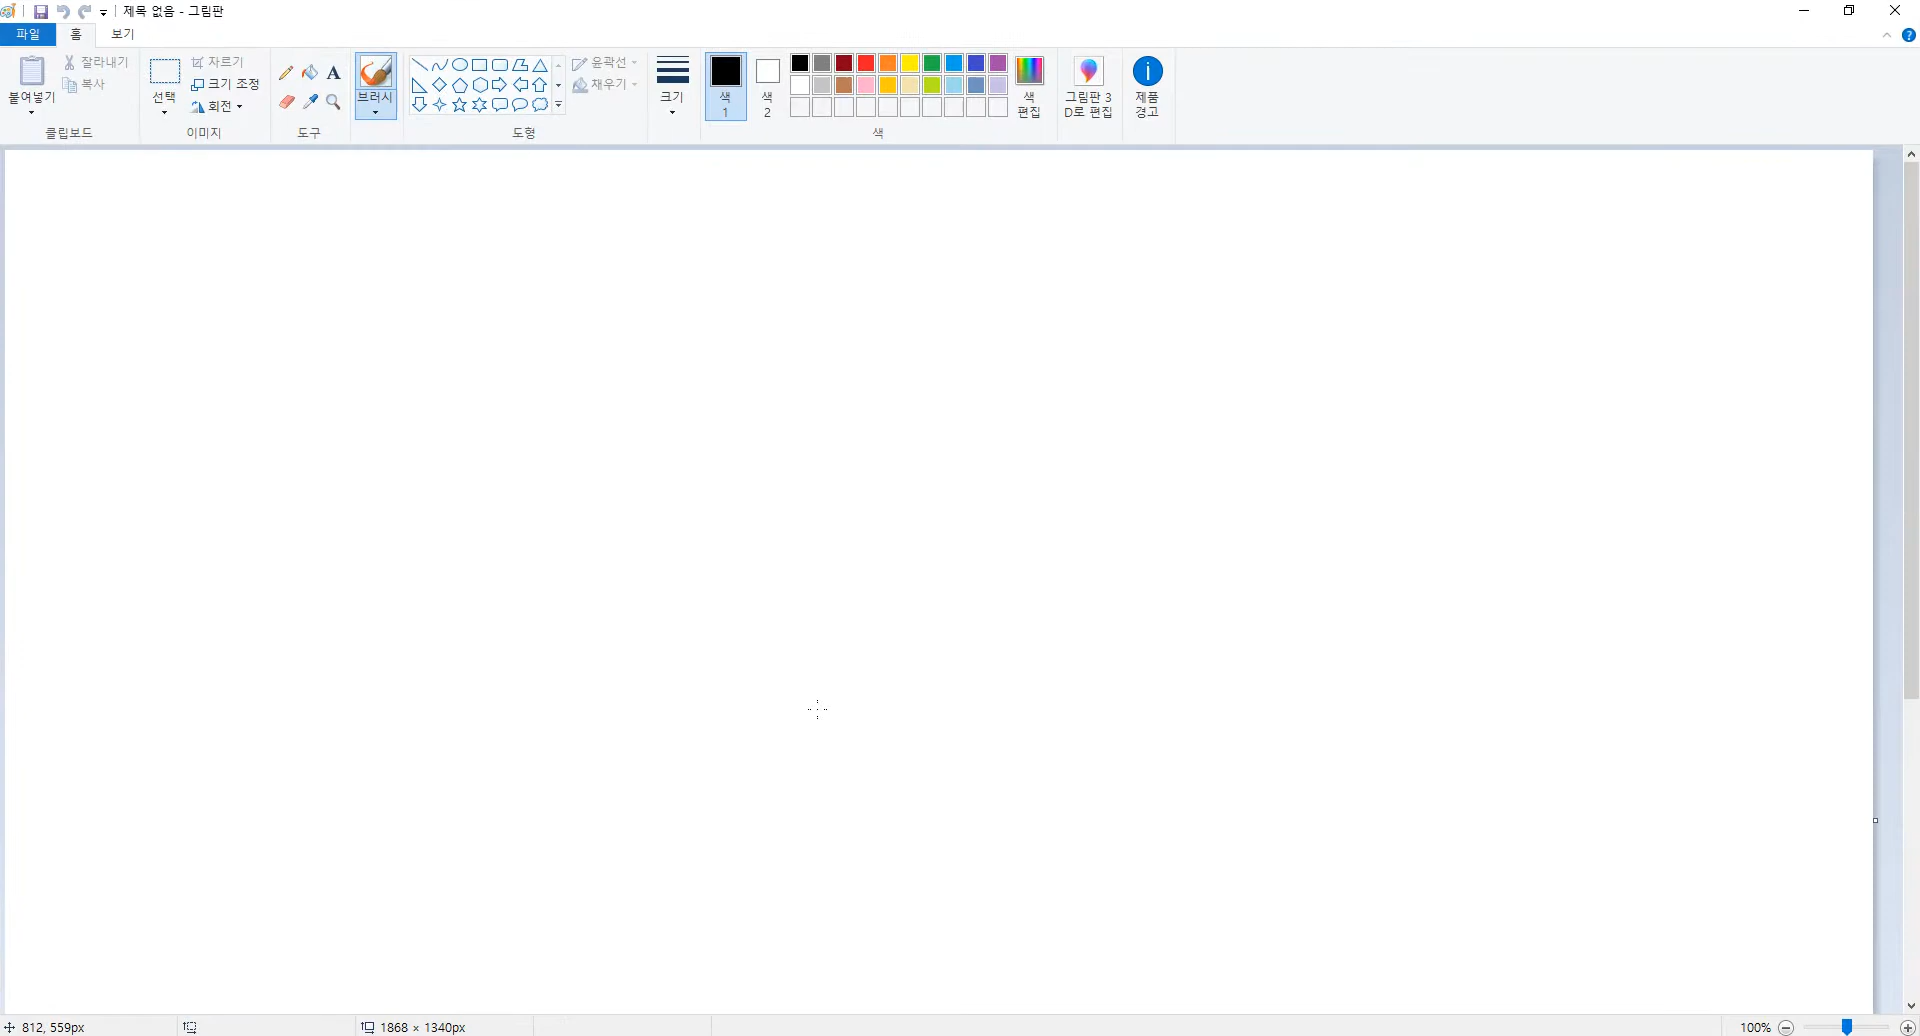 제목 없음 - 그림판
파일 홈 보기
붙여넣기
잘라내기
복사
클립보드
선택
자르기
크기 조정
회전
이미지
A
도구
브러시
도형
윤곽선
채우기
크기
색
1
색
2
색
편집
색
그림판 3
D로 편집
제품
경고
812, 559px
1868 × 1340px
100%